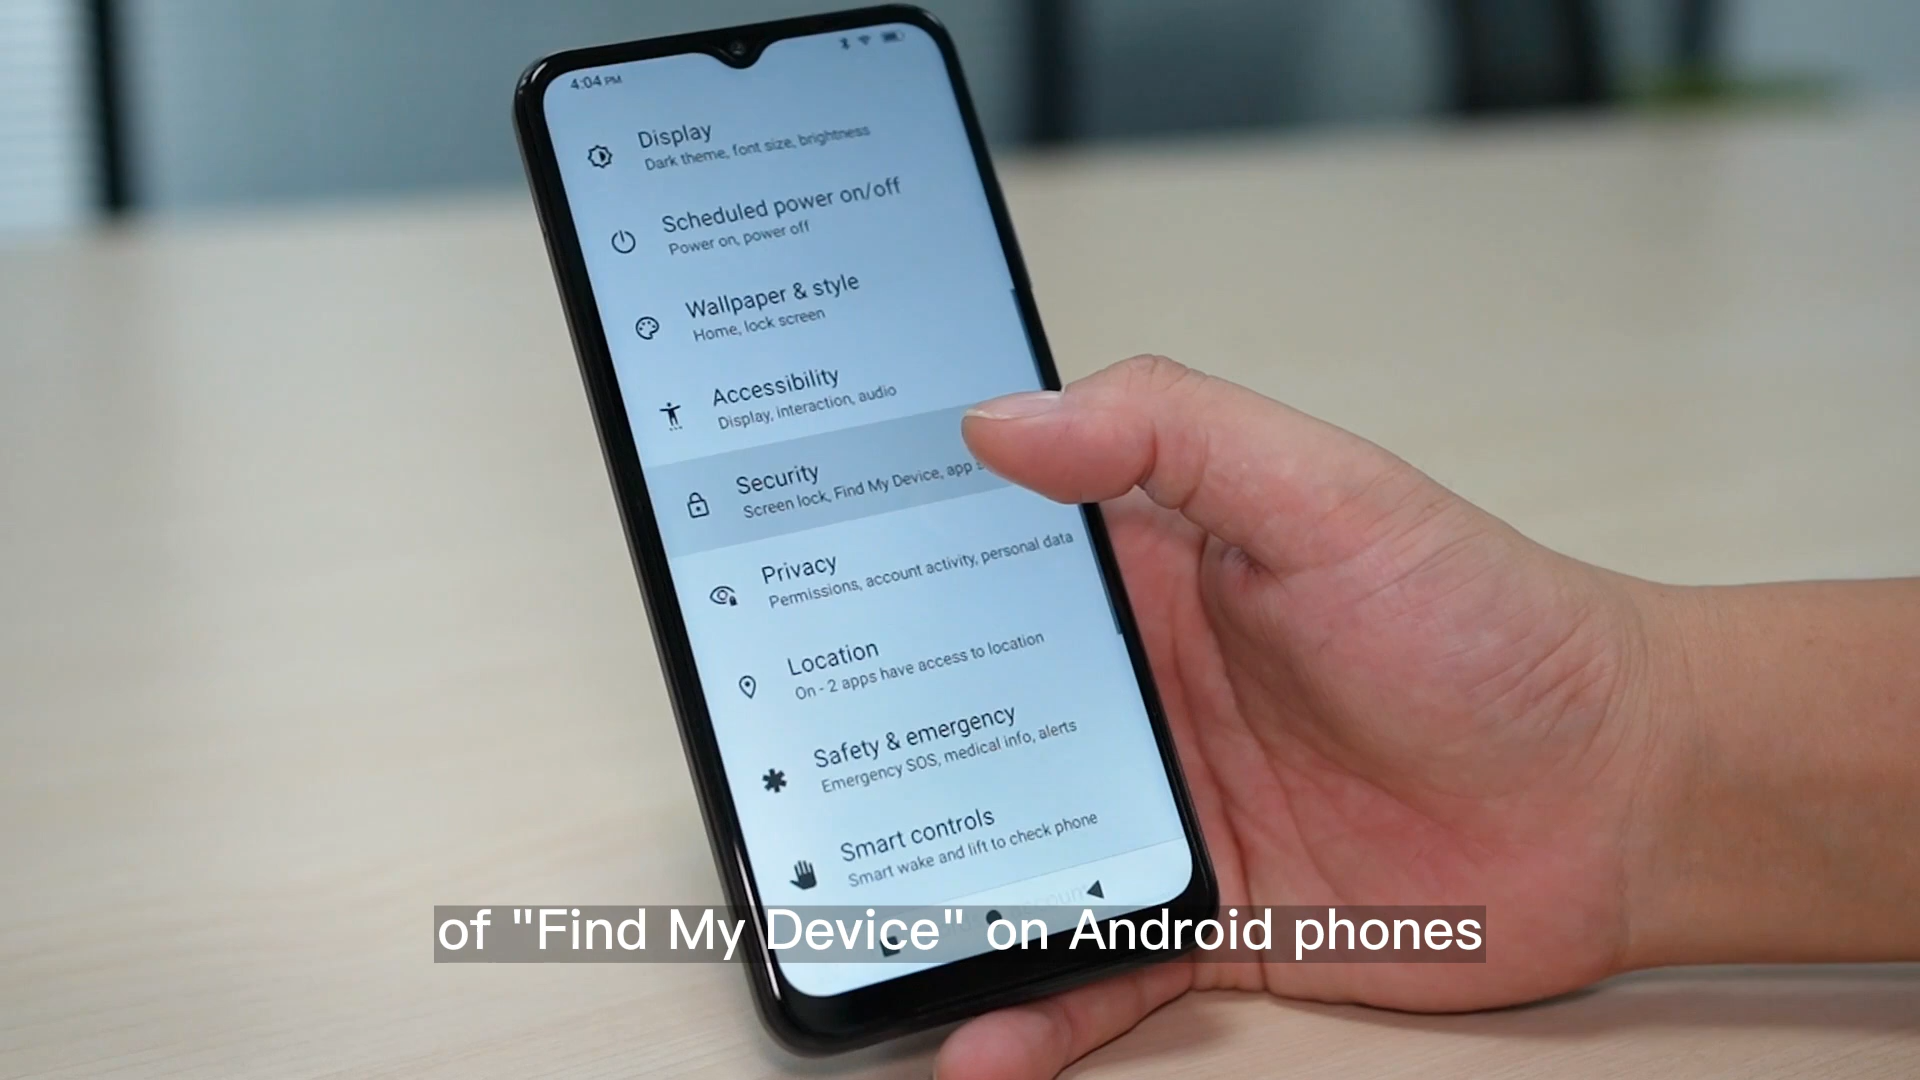 4:04 PM
Display
Dark theme, font size, brightness
Scheduled power on/off
Power on, power off
Wallpaper & style
Home, lock screen
Accessibility
Display, interaction, audio
Security
Screen lock, Find My Device, app
Privacy
Permissions, account activity, personal data
Location
On - 2 apps have access to location
Safety & emergency
Emergency SOS, medical info, alerts
Smart controls
Smart wake and lift to check phone
of "Find My Device" on Android phones